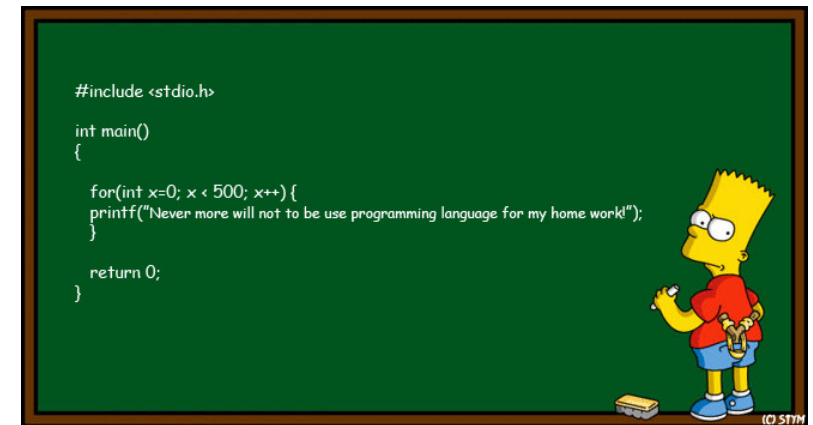 #include <stdio.h>
int main()
{
for(int x=0; x < 500; x++) {
printf("Never more will not to be use programming language for my home work!");
}
return 0;
}
(C) STYM